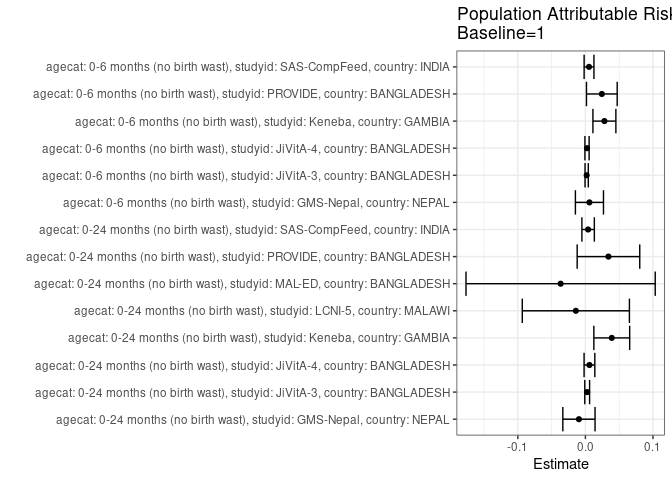 Population Attributable Risk
Baseline=1
agecat: 0-6 months (no birth wast), studyid: SAS-CompFeed, country: INDIA
agecat: 0-6 months (no birth wast), studyid: PROVIDE, country: BANGLADESH
agecat: 0-6 months (no birth wast), studyid: Keneba, country: GAMBIA
agecat: 0-6 months (no birth wast), studyid: JiVitA-4, country: BANGLADESH
agecat: 0-6 months (no birth wast), studyid: JiVitA-3, country: BANGLADESH
agecat: 0-6 months (no birth wast), studyid: GMS-Nepal, country: NEPAL
agecat: 0-24 months (no birth wast), studyid: SAS-CompFeed, country: INDIA
agecat: 0-24 months (no birth wast), studyid: PROVIDE, country: BANGLADESH
agecat: 0-24 months (no birth wast), studyid: MAL-ED, country: BANGLADESH
agecat: 0-24 months (no birth wast), studyid: LCNI-5, country: MALAWI
agecat: 0-24 months (no birth wast), studyid: Keneba, country: GAMBIA
agecat: 0-24 months (no birth wast), studyid: JiVitA-4, country: BANGLADESH
agecat: 0-24 months (no birth wast), studyid: JiVitA-3, country: BANGLADESH
agecat: 0-24 months (no birth wast), studyid: GMS-Nepal, country: NEPAL
-0.1 0.0 0.1
Estimate